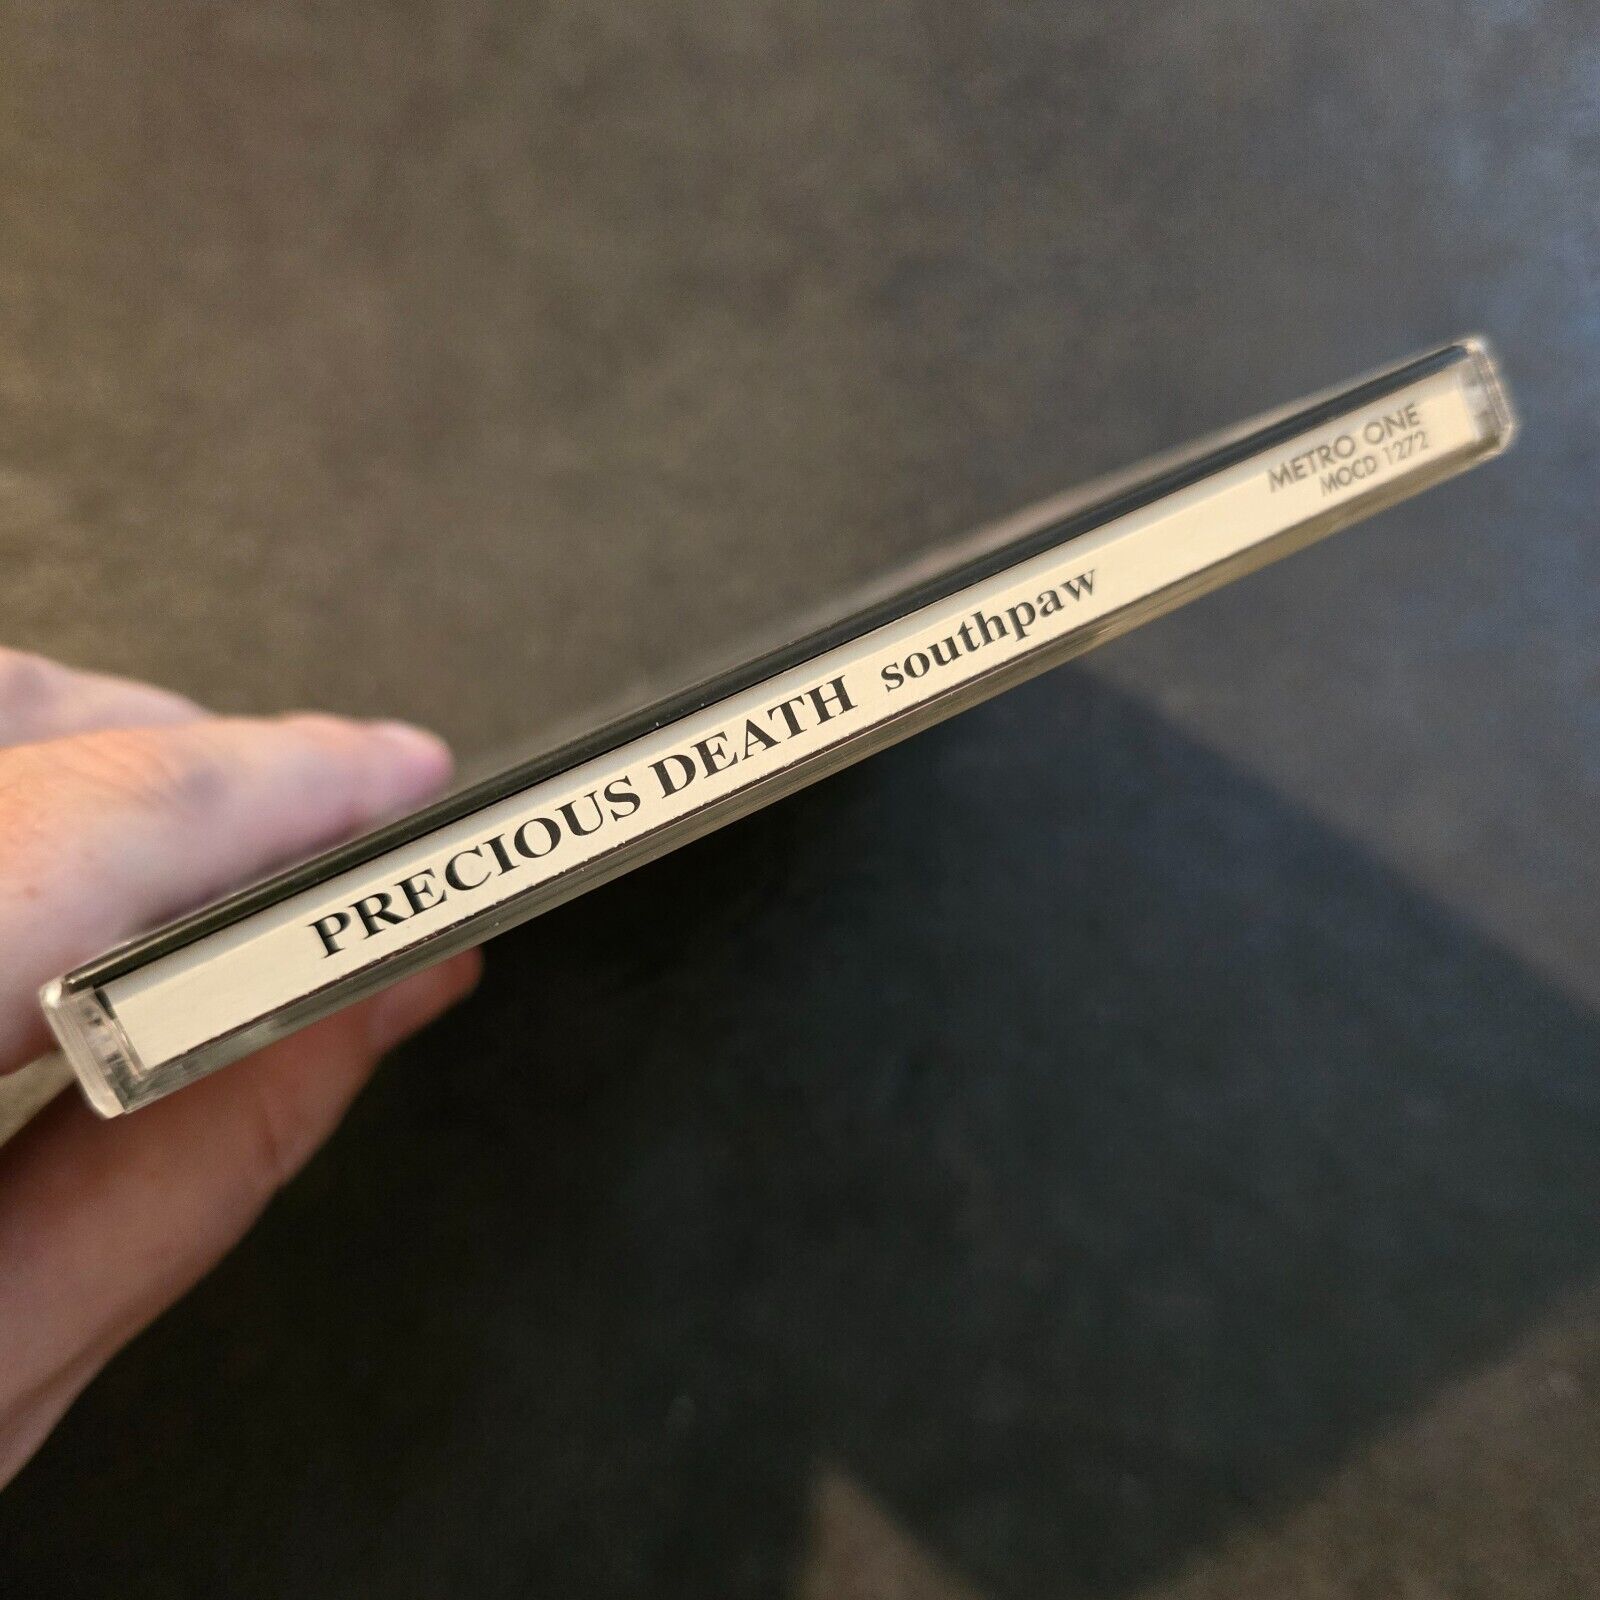 PRECIOUS DEATH southpaw
METRO ONE
MOCD 1272